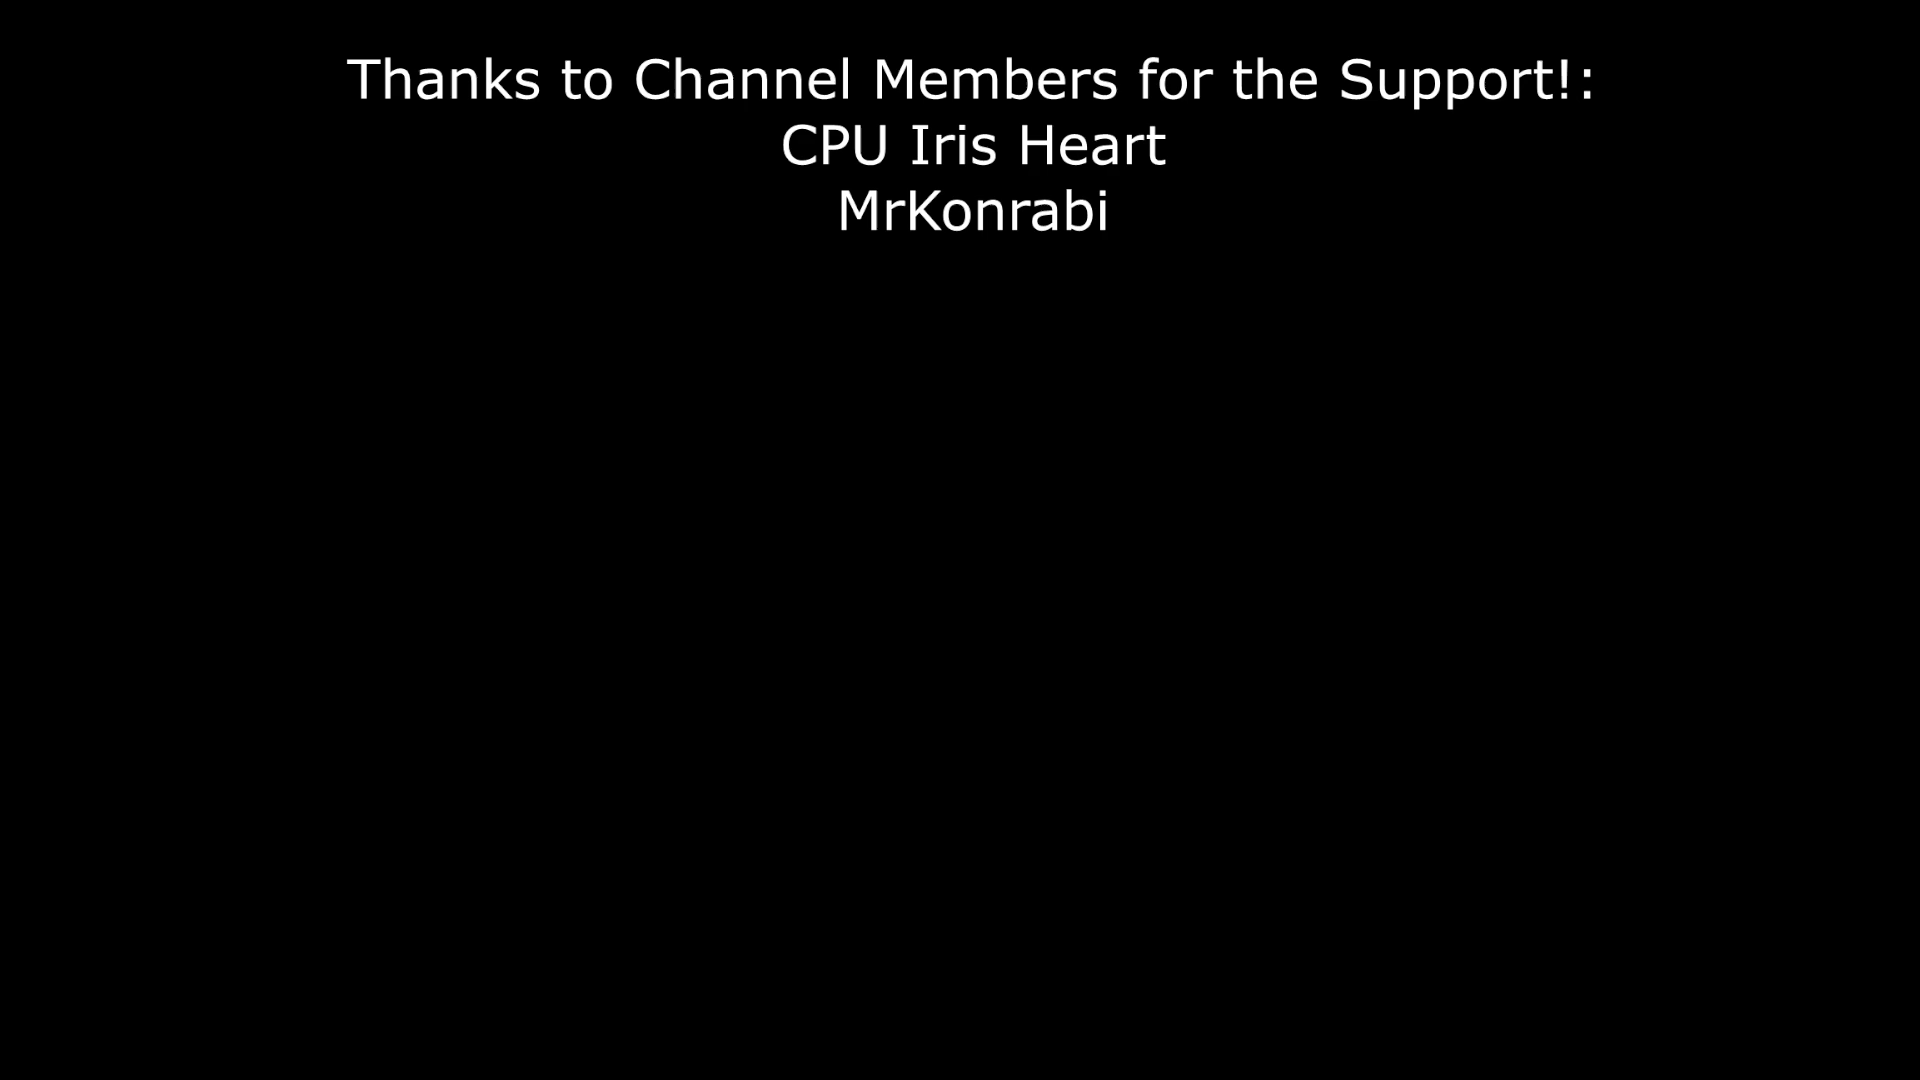 Thanks to Channel Members for the Support!:
CPU Iris Heart
MrKonrabi